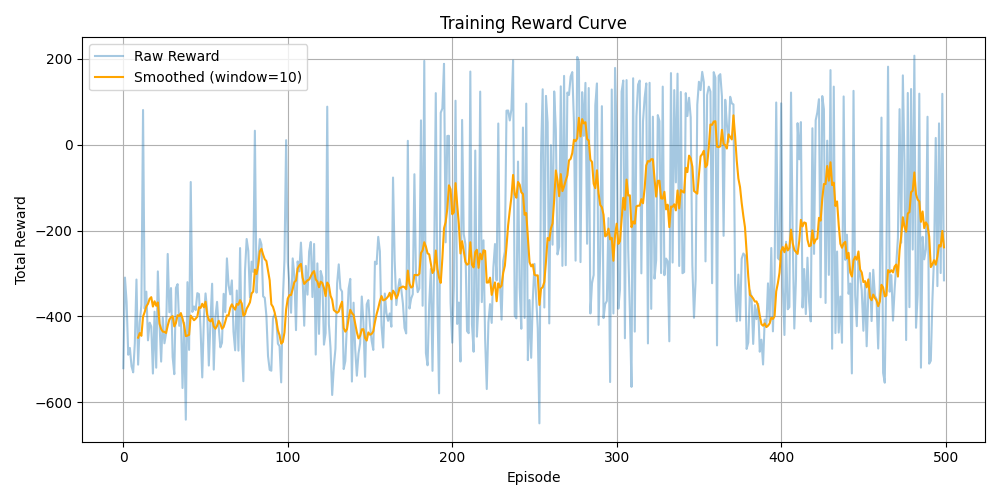 Training Reward Curve
Raw Reward
Smoothed (window=10)
Total Reward
200
0
−200
−400
−600
0 100 200 300 400 500
Episode